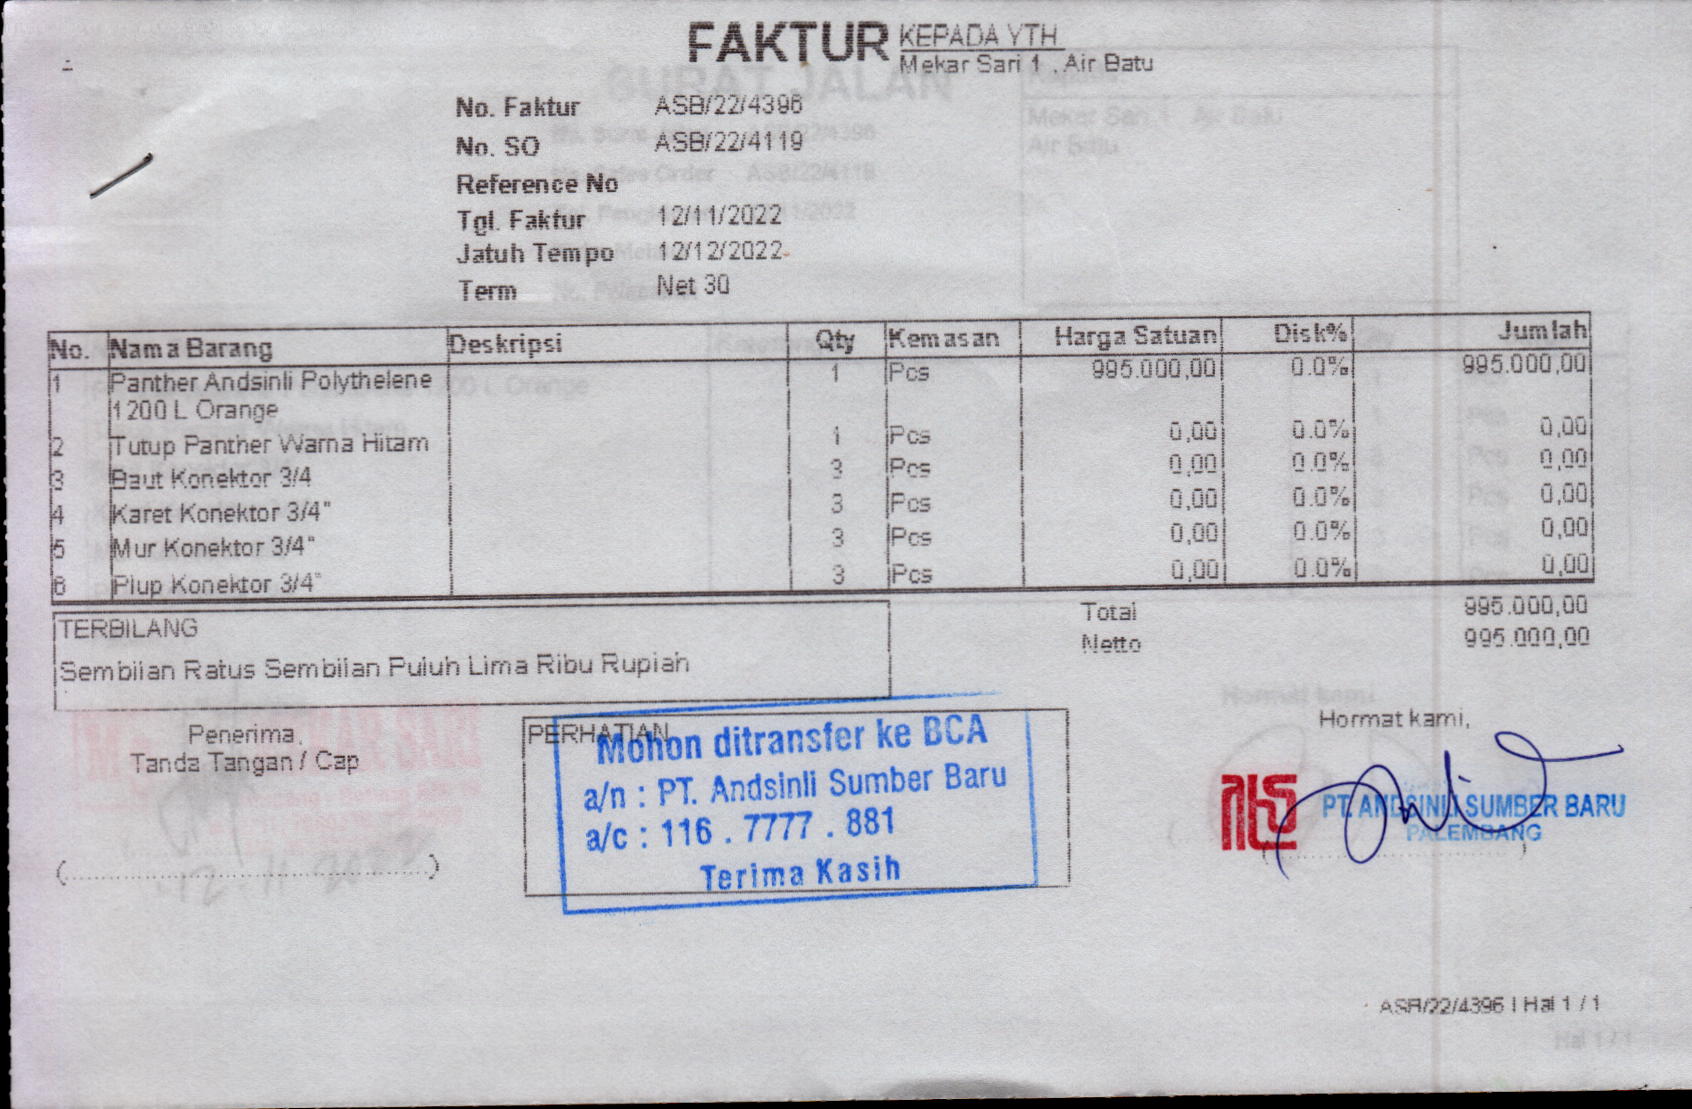 FAKTUR
KEPADA YTH
Mekar Sari 1 , Air Batu
No. Faktur ASB/22/4396
No. SO ASB/22/4119
Reference No
Tgl. Faktur 12/11/2022
Jatuh Tempo 12/12/2022
Term Net 30
No. Nama Barang Deskripsi Qty Kemasan Harga Satuan Disk% Jumlah
1 Panther Andsinli Polythelene 1 Pcs 995.000,00 0.0% 995.000,00
1200 L Orange
2 Tutup Panther Warna Hitam 1 Pcs 0,00 0.0% 0,00
3 Baut Konektor 3/4 3 Pcs 0,00 0.0% 0,00
4 Karet Konektor 3/4" 3 Pcs 0,00 0.0% 0,00
5 Mur Konektor 3/4" 3 Pcs 0,00 0.0% 0,00
6 Plup Konektor 3/4" 3 Pcs 0,00 0.0% 0,00
TERBILANG
Sembilan Ratus Sembilan Puluh Lima Ribu Rupiah
Total 995.000,00
Netto 995.000,00
Penerima,
Tanda Tangan / Cap
(..............................)
PERHATIAN
Mohon ditransfer ke BCA
a/n : PT. Andsinli Sumber Baru
a/c : 116 . 7777 . 881
Terima Kasih
Hormat kami,
PT. ANDSINLI SUMBER BARU
PALEMBANG
ASB/22/4396 | Hal 1 / 1